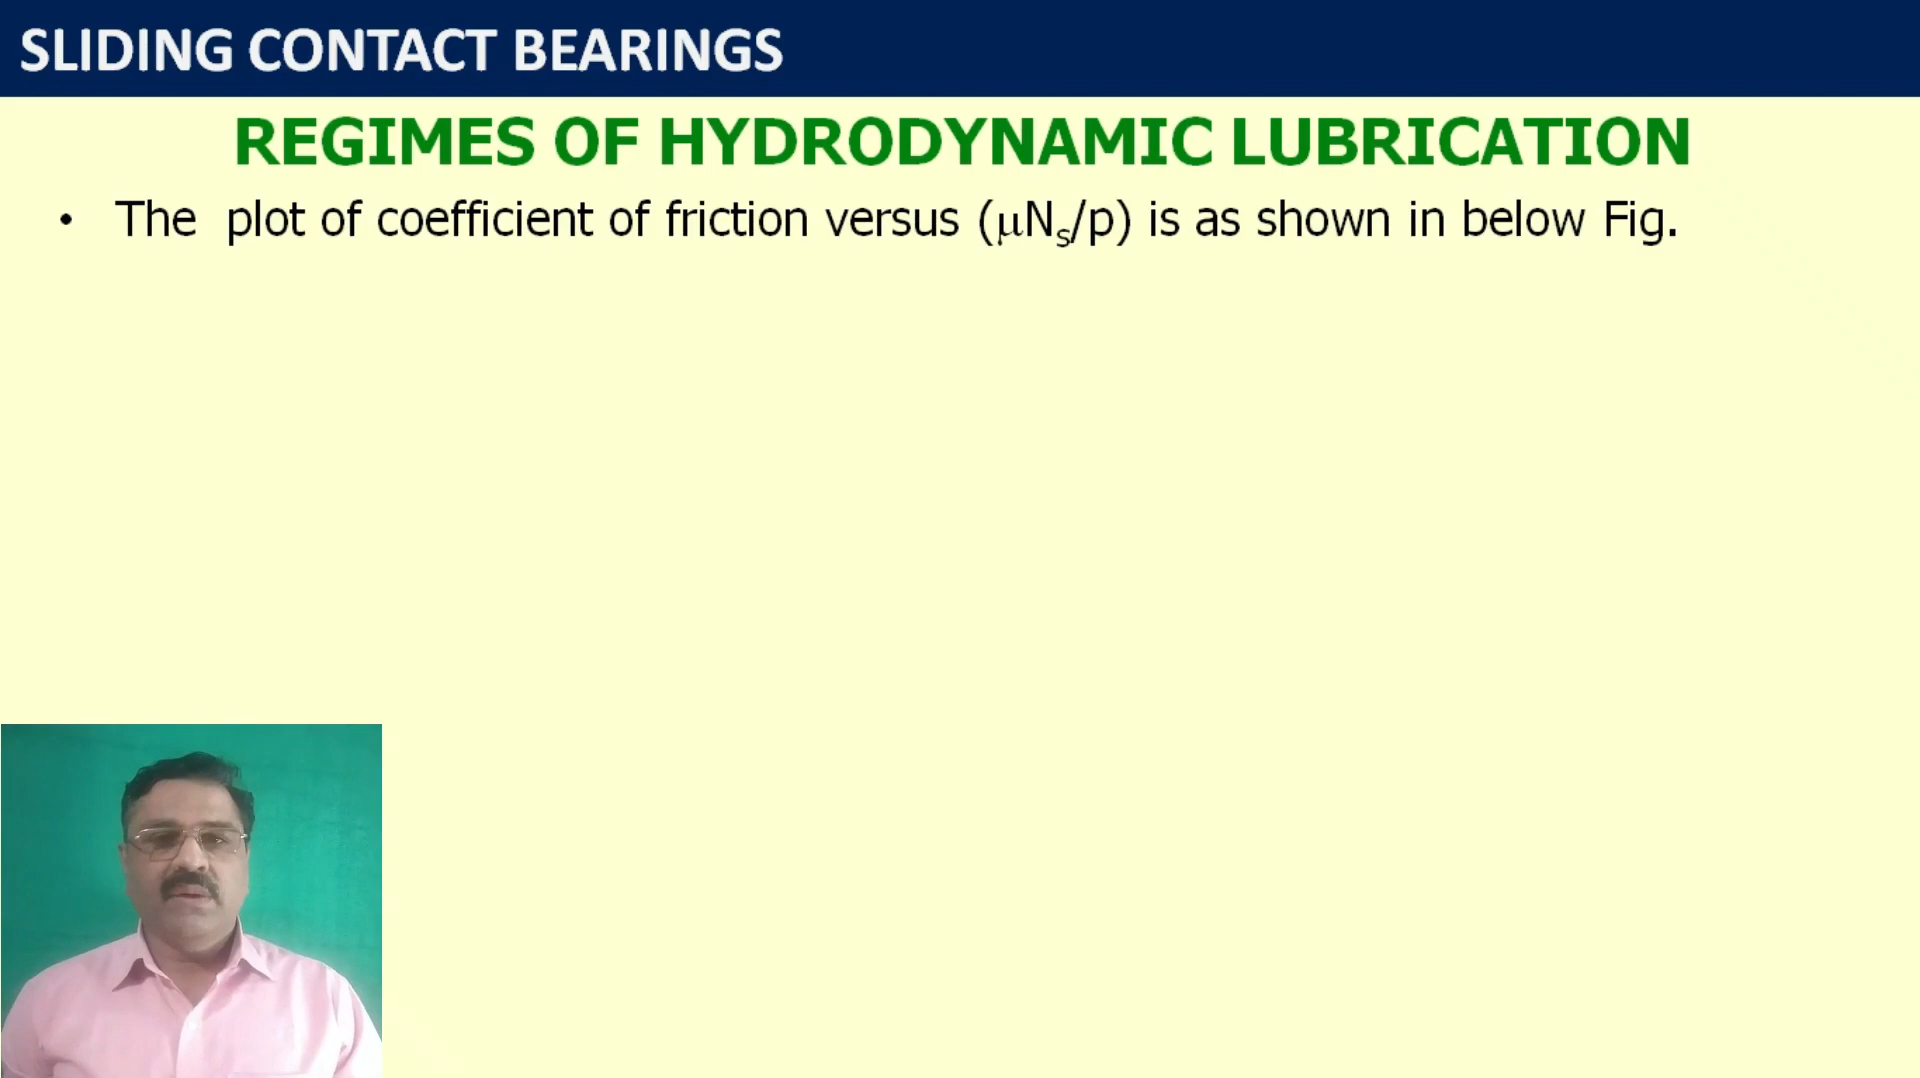 SLIDING CONTACT BEARINGS
REGIMES OF HYDRODYNAMIC LUBRICATION
• The plot of coefficient of friction versus (μNₛ/p) is as shown in below Fig.